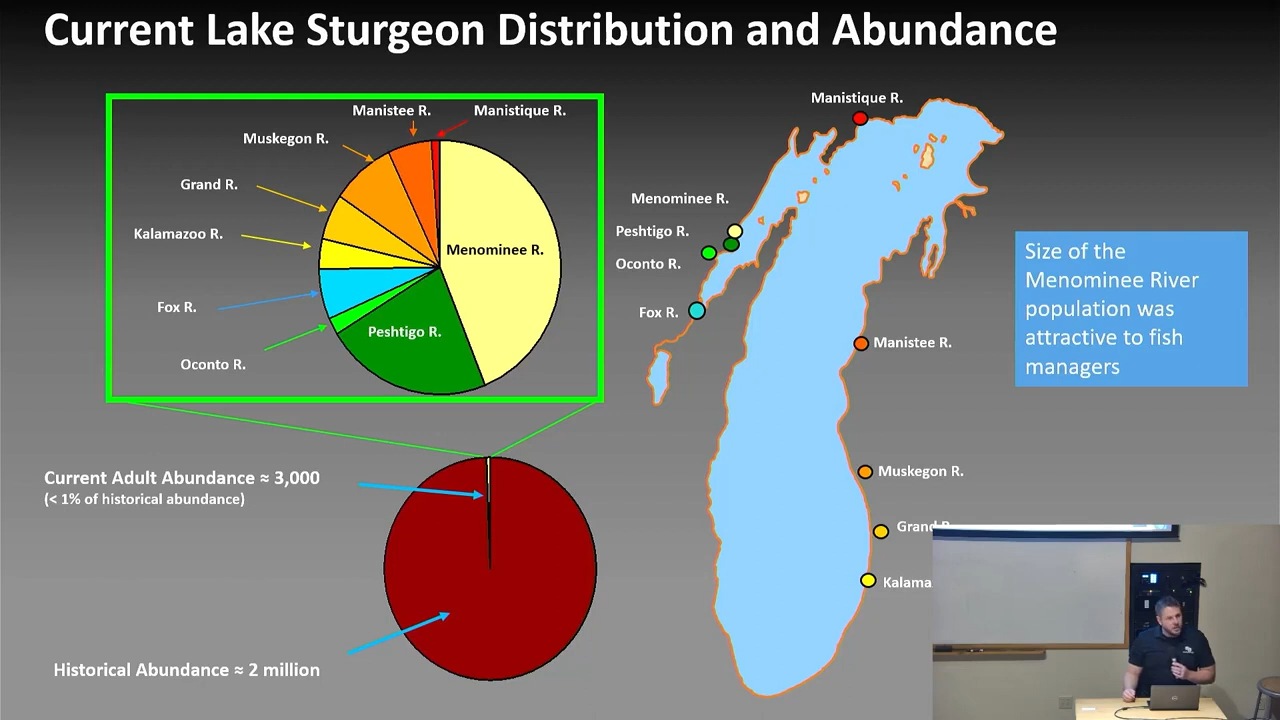 Current Lake Sturgeon Distribution and Abundance
Manistee R.
Manistique R.
Muskegon R.
Grand R.
Kalamazoo R.
Fox R.
Oconto R.
Peshtigo R.
Menominee R.
Current Adult Abundance ≈ 3,000
(< 1% of historical abundance)
Historical Abundance ≈ 2 million
Manistique R.
Menominee R.
Peshtigo R.
Oconto R.
Fox R.
Manistee R.
Muskegon R.
Grand R.
Kalama
Size of the
Menominee River
population was
attractive to fish
managers